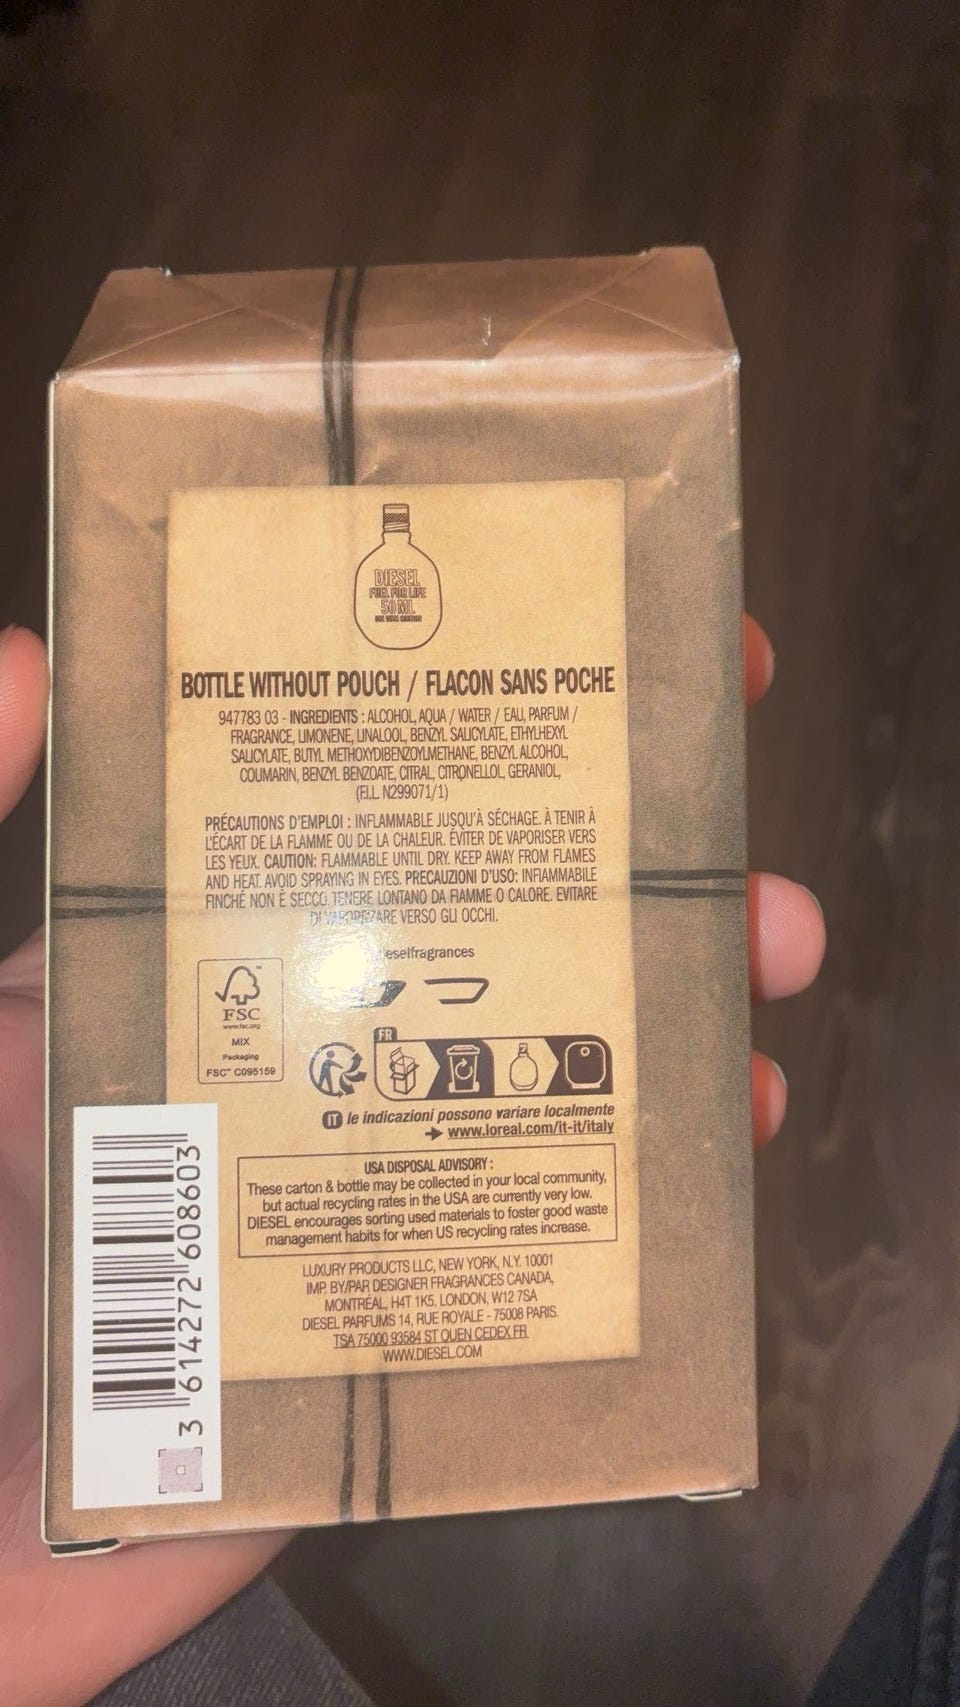 DIESEL
FUEL FOR LIFE
50 ML
USE WITH CAUTION
BOTTLE WITHOUT POUCH / FLACON SANS POCHE
947783 03 - INGREDIENTS : ALCOHOL, AQUA / WATER / EAU, PARFUM /
FRAGRANCE, LIMONENE, LINALOOL, BENZYL SALICYLATE, ETHYLHEXYL
SALICYLATE, BUTYL METHOXYDIBENZOYLMETHANE, BENZYL ALCOHOL,
COUMARIN, BENZYL BENZOATE, CITRAL, CITRONELLOL, GERANIOL,
(F.I.L. N299071/1)
PRÉCAUTIONS D'EMPLOI : INFLAMMABLE JUSQU'À SÉCHAGE. À TENIR À
L'ÉCART DE LA FLAMME OU DE LA CHALEUR. ÉVITER DE VAPORISER VERS
LES YEUX. CAUTION: FLAMMABLE UNTIL DRY. KEEP AWAY FROM FLAMES
AND HEAT. AVOID SPRAYING IN EYES. PRECAUZIONI D'USO: INFIAMMABILE
FINCHÉ NON È SECCO. TENERE LONTANO DA FIAMME O CALORE. EVITARE
DI VAPORIZZARE VERSO GLI OCCHI.
eselfragrances
FSC™
www.fsc.org
MIX
Packaging
FSC™ C095159
FR
IT le indicazioni possono variare localmente
www.loreal.com/it-it/italy
USA DISPOSAL ADVISORY :
These carton & bottle may be collected in your local community,
but actual recycling rates in the USA are currently very low.
DIESEL encourages sorting used materials to foster good waste
management habits for when US recycling rates increase.
LUXURY PRODUCTS LLC, NEW YORK, N.Y. 10001
IMP. BY/PAR DESIGNER FRAGRANCES CANADA,
MONTRÉAL, H4T 1K5. LONDON, W12 7SA
DIESEL PARFUMS 14, RUE ROYALE - 75008 PARIS.
TSA 75000 93584 ST OUEN CEDEX FR
WWW.DIESEL.COM
3 614272 608603